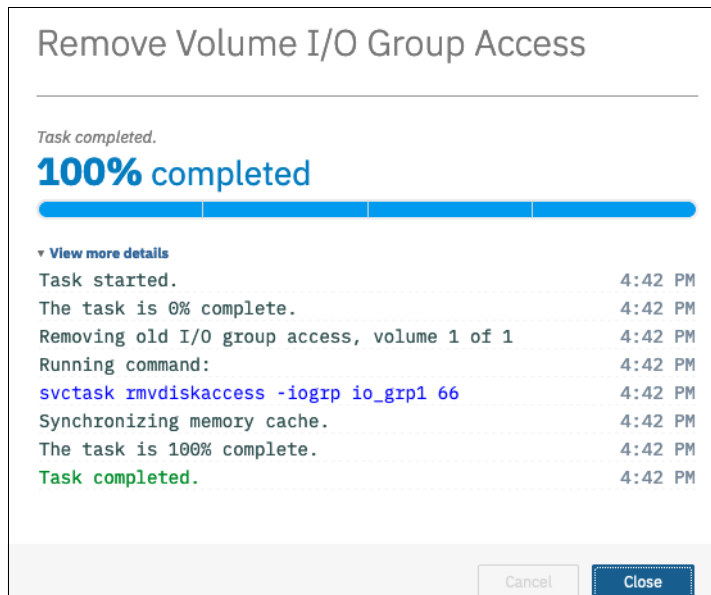 Remove Volume I/O Group Access
Task completed.
100% completed
▾ View more details
Task started. 4:42 PM
The task is 0% complete. 4:42 PM
Removing old I/O group access, volume 1 of 1 4:42 PM
Running command: 4:42 PM
svctask rmvdiskaccess -iogrp io_grp1 66 4:42 PM
Synchronizing memory cache. 4:42 PM
The task is 100% complete. 4:42 PM
Task completed. 4:42 PM
Cancel Close